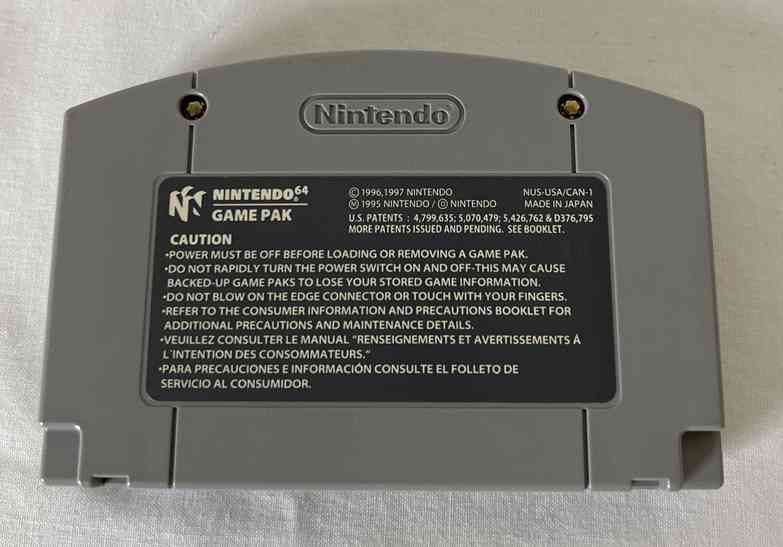 Nintendo
NINTENDO64
GAME PAK
© 1996,1997 NINTENDO
Ⓜ 1995 NINTENDO / Ⓓ NINTENDO
NUS-USA/CAN-1
MADE IN JAPAN
U.S. PATENTS : 4,799,635; 5,070,479; 5,426,762 & D376,795
MORE PATENTS ISSUED AND PENDING. SEE BOOKLET.
CAUTION
•POWER MUST BE OFF BEFORE LOADING OR REMOVING A GAME PAK.
•DO NOT RAPIDLY TURN THE POWER SWITCH ON AND OFF-THIS MAY CAUSE
BACKED-UP GAME PAKS TO LOSE YOUR STORED GAME INFORMATION.
•DO NOT BLOW ON THE EDGE CONNECTOR OR TOUCH WITH YOUR FINGERS.
•REFER TO THE CONSUMER INFORMATION AND PRECAUTIONS BOOKLET FOR
ADDITIONAL PRECAUTIONS AND MAINTENANCE DETAILS.
•VEUILLEZ CONSULTER LE MANUAL "RENSEIGNEMENTS ET AVERTISSEMENTS À
L'INTENTION DES CONSOMMATEURS."
•PARA PRECAUCIONES E INFORMACIÓN CONSULTE EL FOLLETO DE
SERVICIO AL CONSUMIDOR.